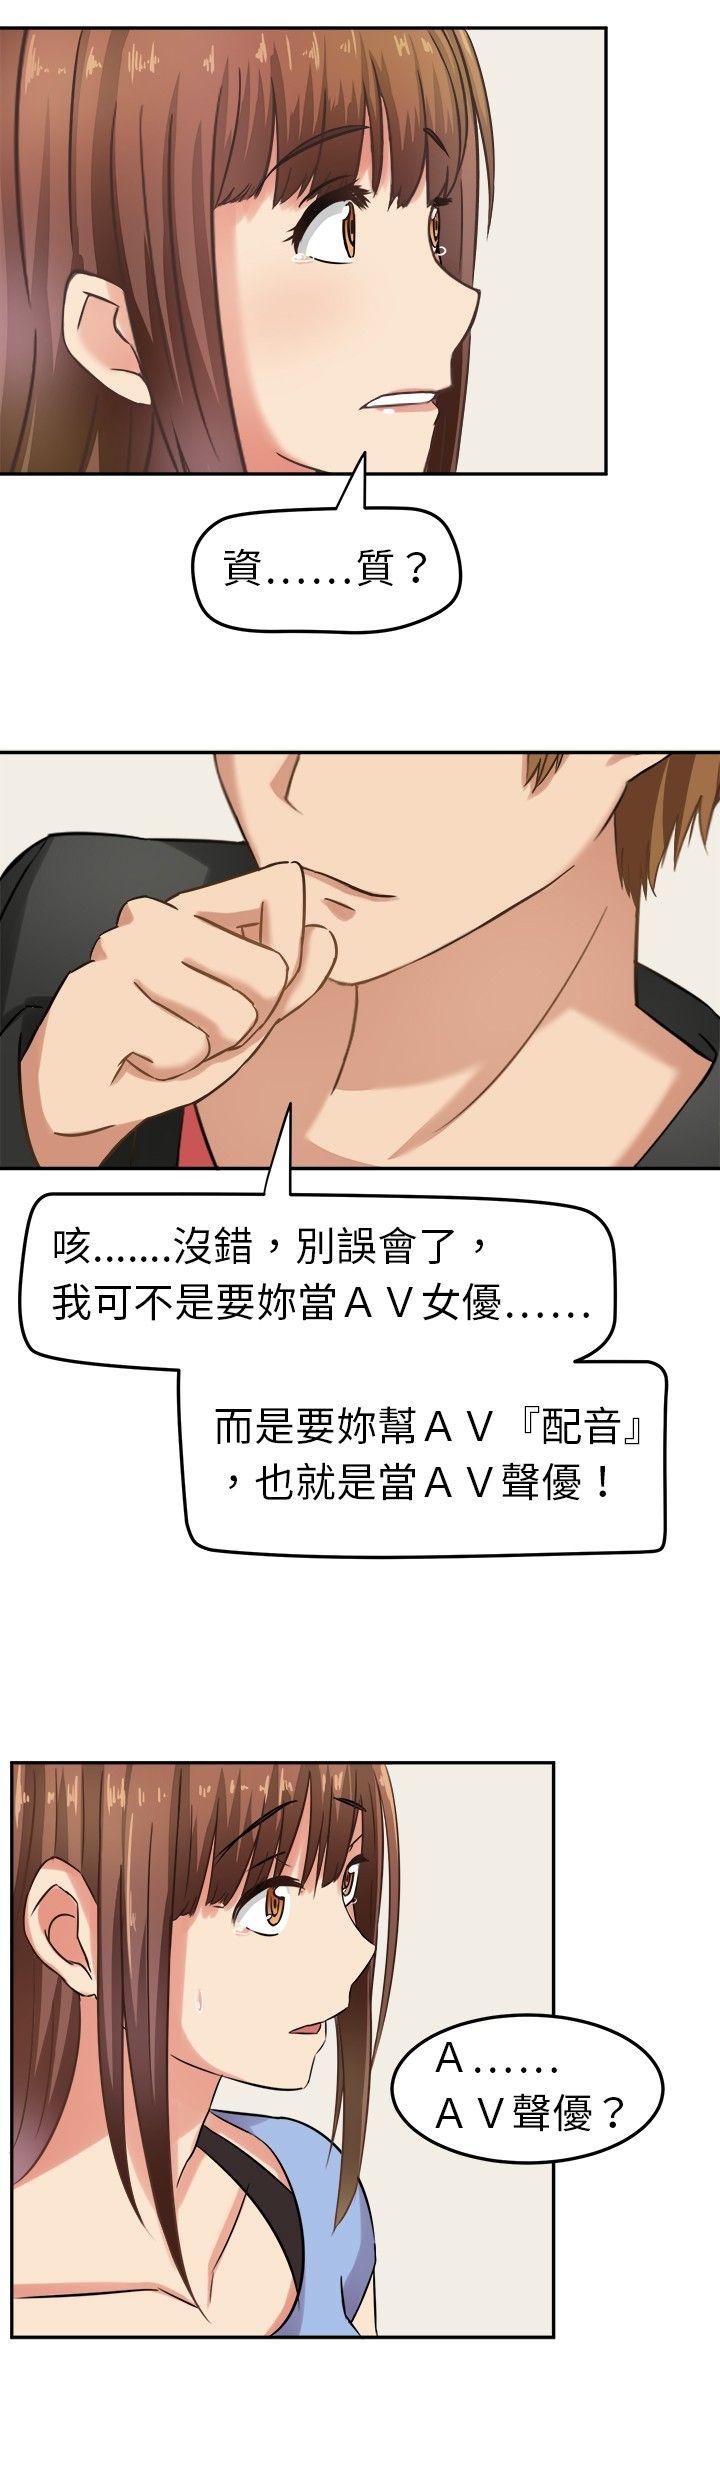 資......質？
咳.......沒錯，別誤會了，
我可不是要妳當ＡＶ女優......
而是要妳幫ＡＶ『配音』
，也就是當ＡＶ聲優！
Ａ......
ＡＶ聲優？